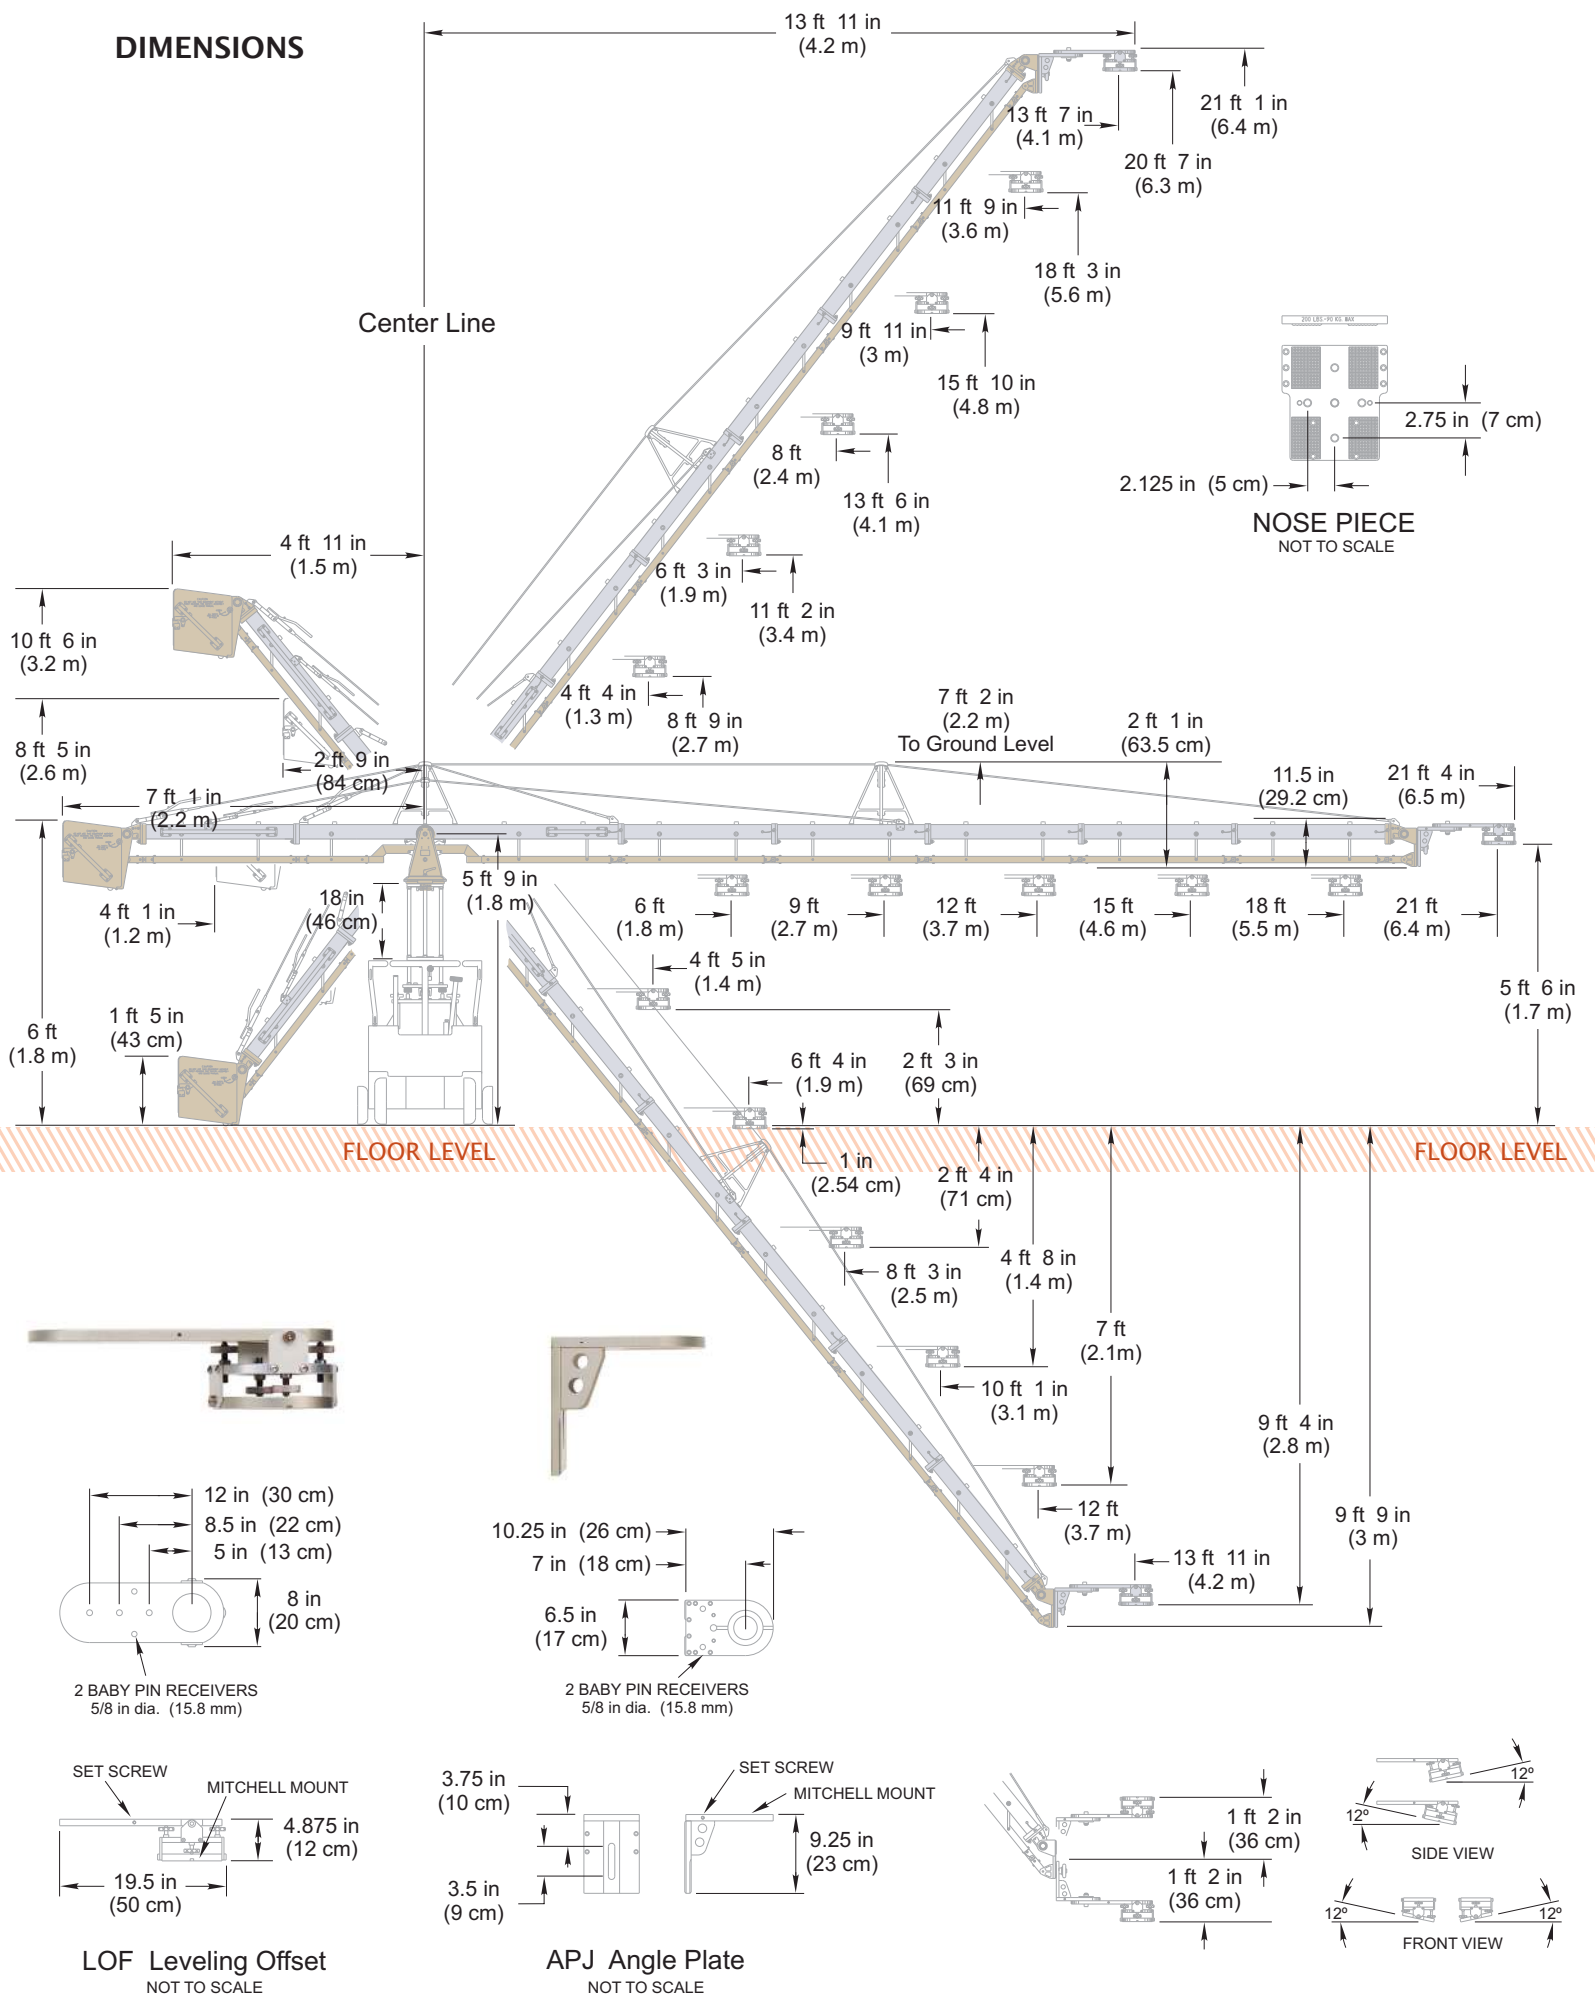 DIMENSIONS
13 ft 11 in
(4.2 m)
21 ft 1 in
(6.4 m)
13 ft 7 in
(4.1 m)
20 ft 7 in
(6.3 m)
11 ft 9 in
(3.6 m)
18 ft 3 in
(5.6 m)
Center Line
9 ft 11 in
(3 m)
15 ft 10 in
(4.8 m)
200 LBS.-90 KG. MAX
2.75 in (7 cm)
2.125 in (5 cm)
NOSE PIECE
NOT TO SCALE
8 ft
(2.4 m)
13 ft 6 in
(4.1 m)
4 ft 11 in
(1.5 m)
6 ft 3 in
(1.9 m)
11 ft 2 in
(3.4 m)
10 ft 6 in
(3.2 m)
4 ft 4 in
(1.3 m)
8 ft 9 in
(2.7 m)
7 ft 2 in
(2.2 m)
To Ground Level
2 ft 1 in
(63.5 cm)
8 ft 5 in
(2.6 m)
2 ft 9 in
(84 cm)
11.5 in
(29.2 cm)
21 ft 4 in
(6.5 m)
7 ft 1 in
(2.2 m)
5 ft 9 in
(1.8 m)
18 in
(46 cm)
4 ft 1 in
(1.2 m)
6 ft
(1.8 m)
9 ft
(2.7 m)
12 ft
(3.7 m)
15 ft
(4.6 m)
18 ft
(5.5 m)
21 ft
(6.4 m)
4 ft 5 in
(1.4 m)
5 ft 6 in
(1.7 m)
6 ft
(1.8 m)
1 ft 5 in
(43 cm)
6 ft 4 in
(1.9 m)
2 ft 3 in
(69 cm)
FLOOR LEVEL
FLOOR LEVEL
1 in
(2.54 cm)
2 ft 4 in
(71 cm)
8 ft 3 in
(2.5 m)
4 ft 8 in
(1.4 m)
7 ft
(2.1m)
10 ft 1 in
(3.1 m)
9 ft 4 in
(2.8 m)
12 ft
(3.7 m)
9 ft 9 in
(3 m)
13 ft 11 in
(4.2 m)
12 in (30 cm)
8.5 in (22 cm)
5 in (13 cm)
8 in
(20 cm)
2 BABY PIN RECEIVERS
5/8 in dia. (15.8 mm)
10.25 in (26 cm)
7 in (18 cm)
6.5 in
(17 cm)
2 BABY PIN RECEIVERS
5/8 in dia. (15.8 mm)
SET SCREW
MITCHELL MOUNT
4.875 in
(12 cm)
19.5 in
(50 cm)
LOF Leveling Offset
NOT TO SCALE
3.75 in
(10 cm)
SET SCREW
MITCHELL MOUNT
9.25 in
(23 cm)
3.5 in
(9 cm)
APJ Angle Plate
NOT TO SCALE
1 ft 2 in
(36 cm)
1 ft 2 in
(36 cm)
12º
12º
SIDE VIEW
12º
12º
FRONT VIEW